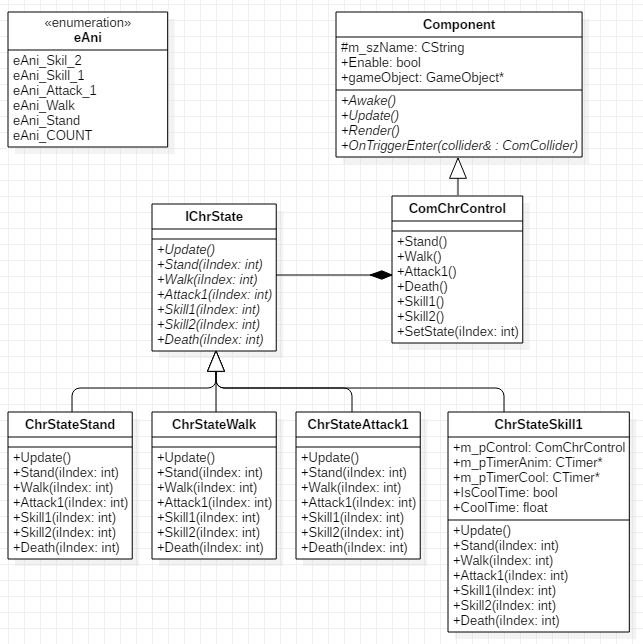 «enumeration»
eAni
eAni_Skil_2
eAni_Skill_1
eAni_Attack_1
eAni_Walk
eAni_Stand
eAni_COUNT
Component
#m_szName: CString
+Enable: bool
+gameObject: GameObject*
+Awake()
+Update()
+Render()
+OnTriggerEnter(collider& : ComCollider)
IChrState
+Update()
+Stand(iIndex: int)
+Walk(iIndex: int)
+Attack1(iIndex: int)
+Skill1(iIndex: int)
+Skill2(iIndex: int)
+Death(iIndex: int)
ComChrControl
+Stand()
+Walk()
+Attack1()
+Death()
+Skill1()
+Skill2()
+SetState(iIndex: int)
ChrStateStand
+Update()
+Stand(iIndex: int)
+Walk(iIndex: int)
+Attack1(iIndex: int)
+Skill1(iIndex: int)
+Skill2(iIndex: int)
+Death(iIndex: int)
ChrStateWalk
+Update()
+Stand(iIndex: int)
+Walk(iIndex: int)
+Attack1(iIndex: int)
+Skill1(iIndex: int)
+Skill2(iIndex: int)
+Death(iIndex: int)
ChrStateAttack1
+Update()
+Stand(iIndex: int)
+Walk(iIndex: int)
+Attack1(iIndex: int)
+Skill1(iIndex: int)
+Skill2(iIndex: int)
+Death(iIndex: int)
ChrStateSkill1
+m_pControl: ComChrControl
+m_pTimerAnim: CTimer*
+m_pTimerCool: CTimer*
+IsCoolTime: bool
+CoolTime: float
+Update()
+Stand(iIndex: int)
+Walk(iIndex: int)
+Attack1(iIndex: int)
+Skill1(iIndex: int)
+Skill2(iIndex: int)
+Death(iIndex: int)